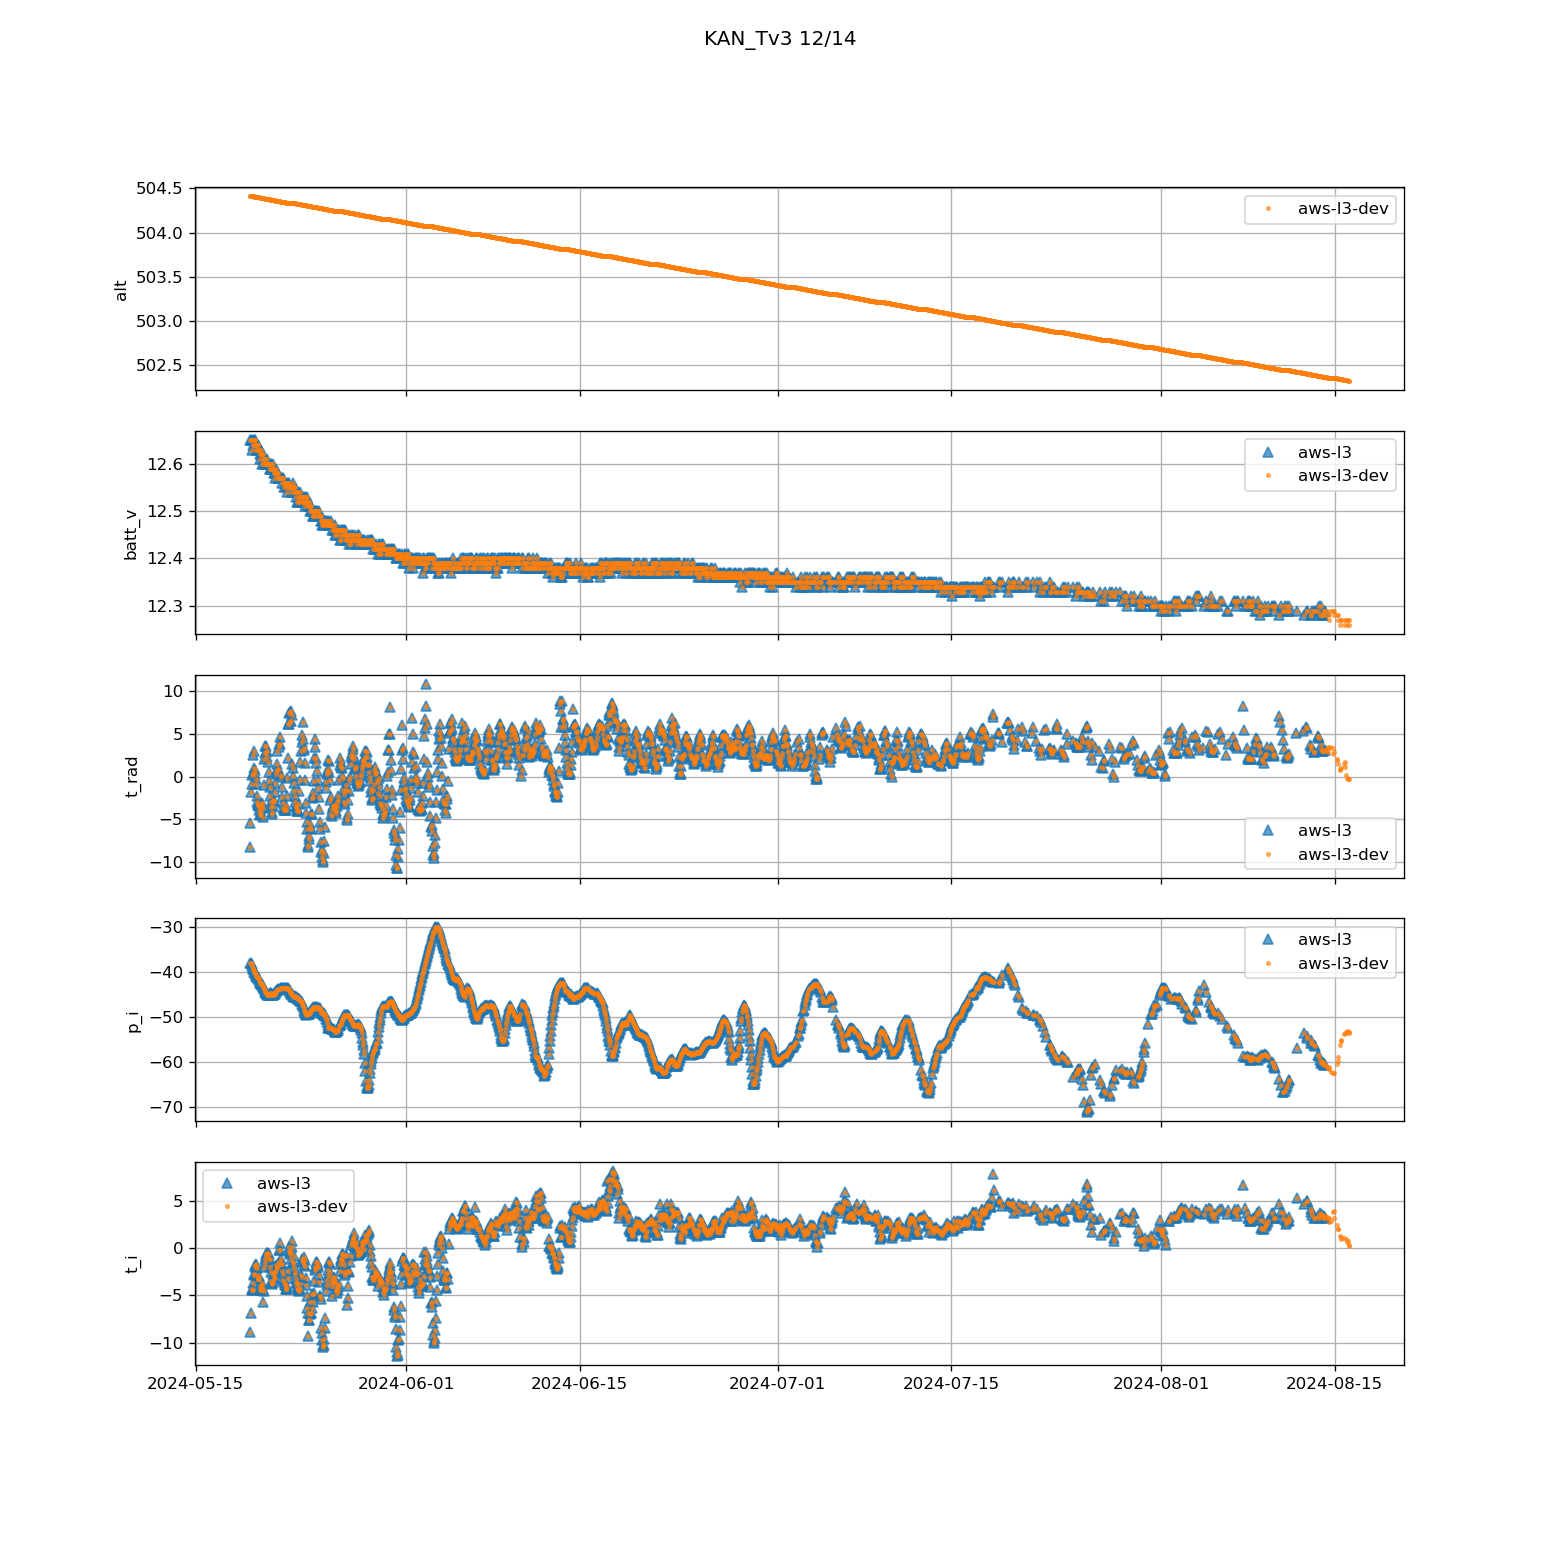 KAN_Tv3 12/14
504.5
504.0
503.5
503.0
502.5
alt
aws-l3-dev
12.6
12.5
12.4
12.3
batt_v
aws-l3
aws-l3-dev
10
5
0
−5
−10
t_rad
aws-l3
aws-l3-dev
−30
−40
−50
−60
−70
p_i
aws-l3
aws-l3-dev
5
0
−5
−10
t_i
aws-l3
aws-l3-dev
2024-05-15 2024-06-01 2024-06-15 2024-07-01 2024-07-15 2024-08-01 2024-08-15